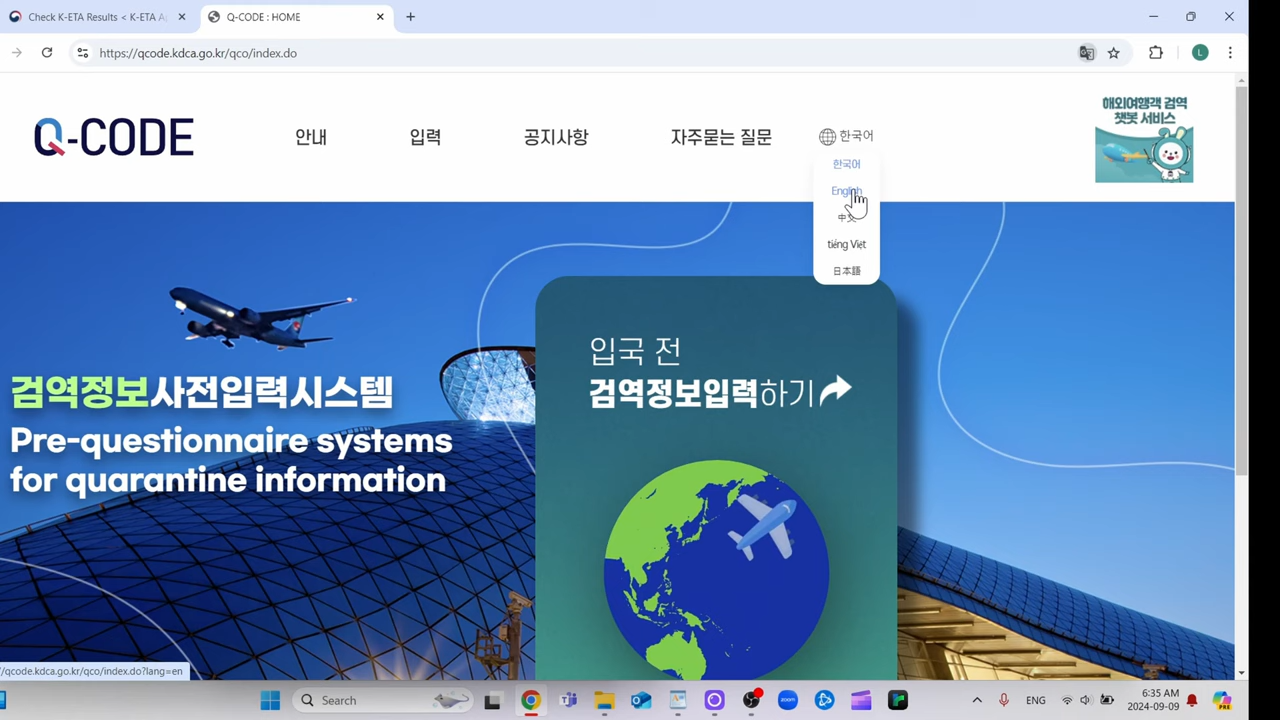 Check K-ETA Results < K-ETA A
Q-CODE : HOME
https://qcode.kdca.go.kr/qco/index.do
L
Q-CODE
안내
입력
공지사항
자주묻는 질문
한국어
한국어
English
中文
tiếng Việt
日本語
해외여행객 검역
챗봇 서비스
검역정보사전입력시스템
Pre-questionnaire systems
for quarantine information
입국 전
검역정보입력하기
/qcode.kdca.go.kr/qco/index.do?lang=en
Search
zoom
ENG
6:35 AM
2024-09-09
PRE